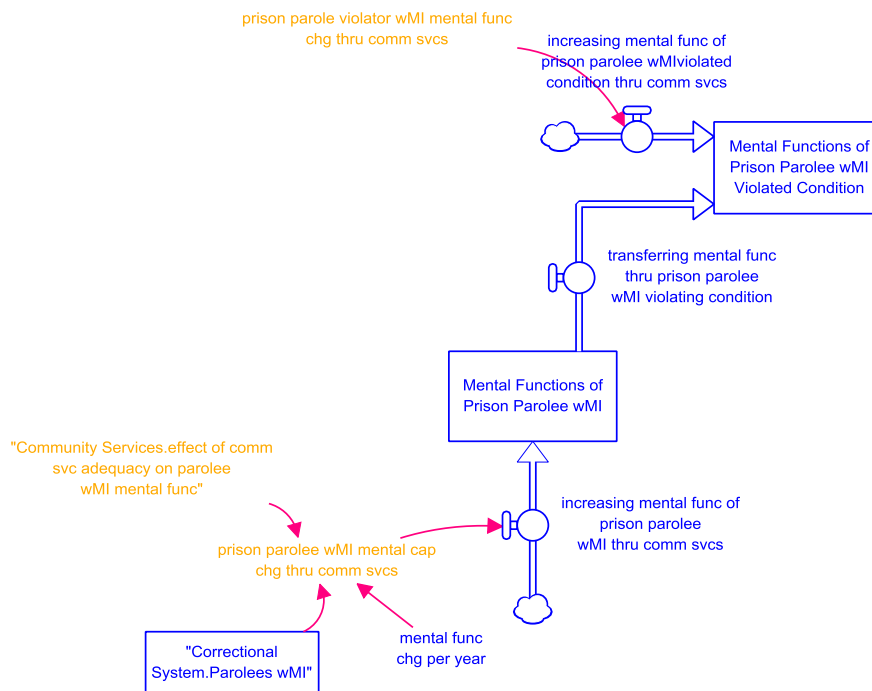 prison parole violator wMI mental func
chg thru comm svcs
increasing mental func of
prison parolee wMIviolated
condition thru comm svcs
Mental Functions of
Prison Parolee wMI
Violated Condition
transferring mental func
thru prison parolee
wMI violating condition
Mental Functions of
Prison Parolee wMI
"Community Services.effect of comm
svc adequacy on parolee
wMI mental func"
increasing mental func of
prison parolee
wMI thru comm svcs
prison parolee wMI mental cap
chg thru comm svcs
mental func
chg per year
"Correctional
System.Parolees wMI"